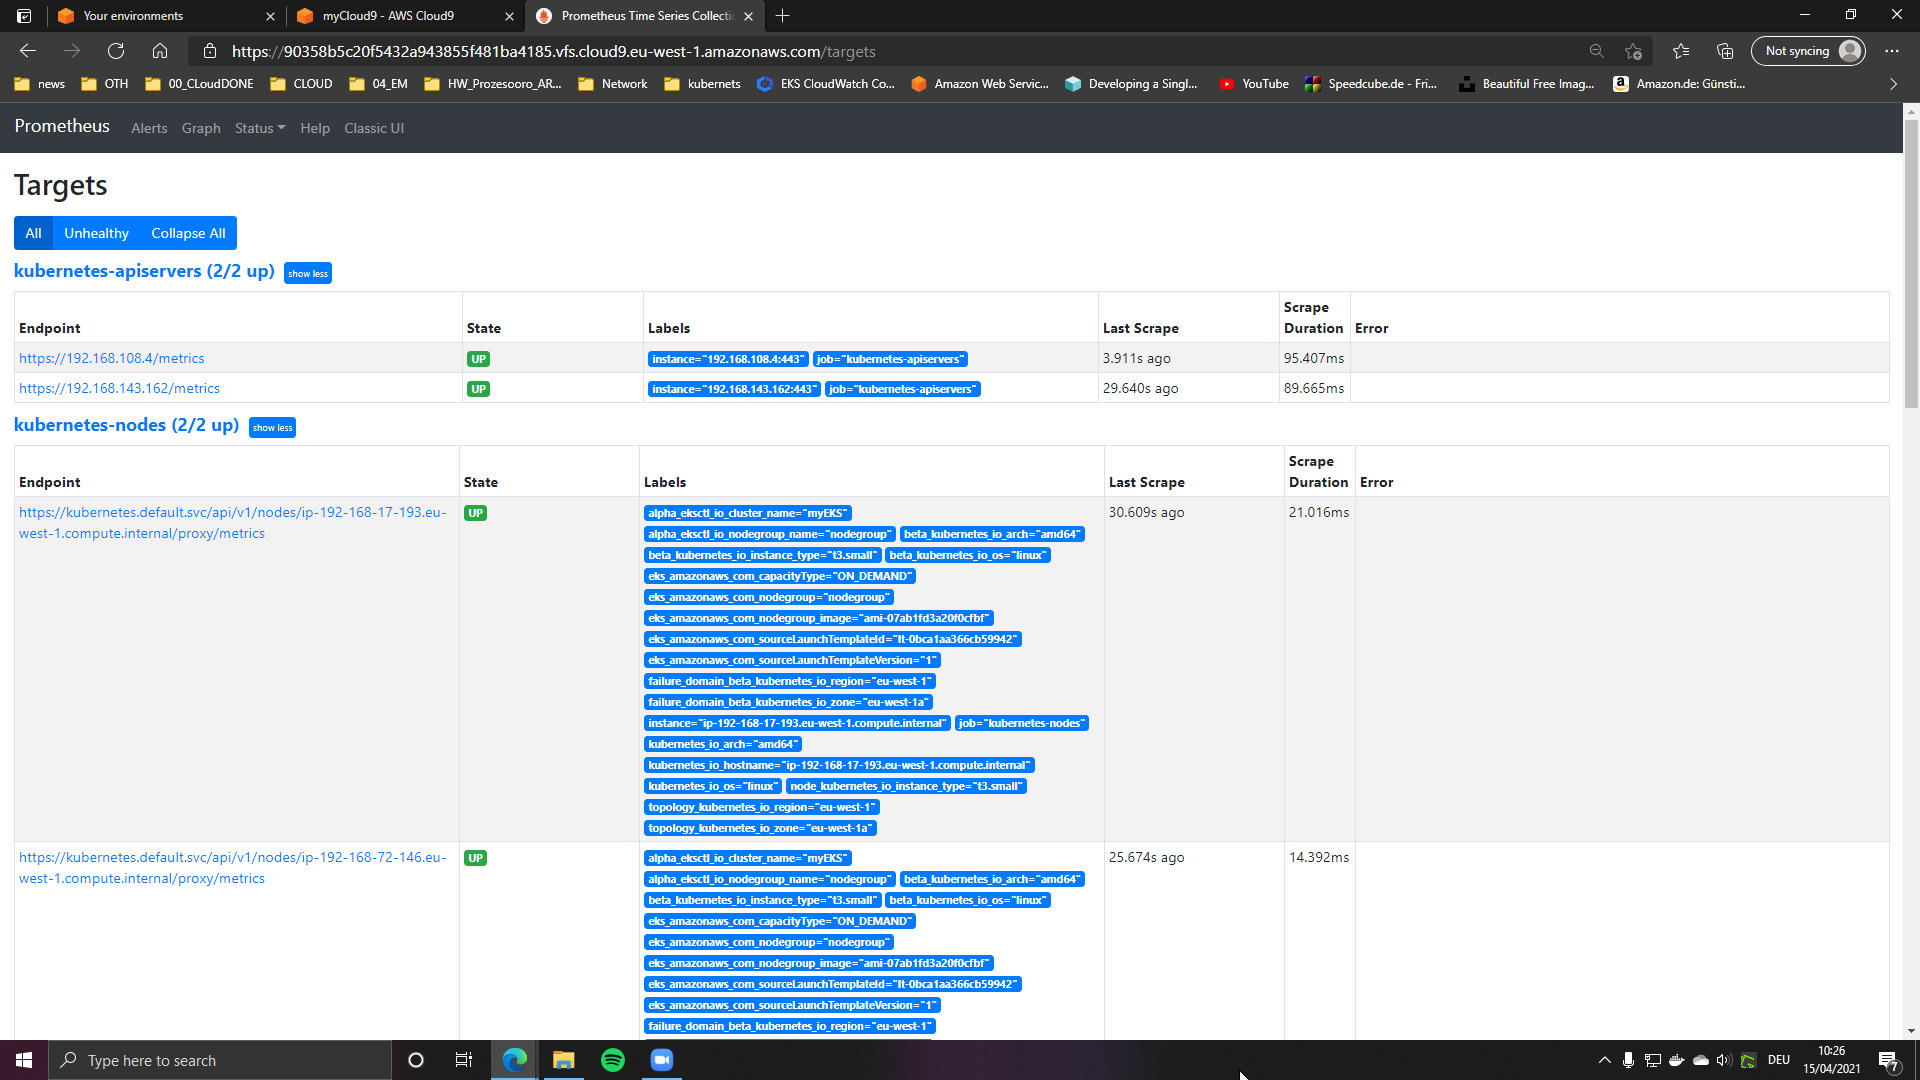 Your environments
myCloud9 - AWS Cloud9
Prometheus Time Series Collectio
https://90358b5c20f5432a943855f481ba4185.vfs.cloud9.eu-west-1.amazonaws.com/targets
Not syncing
news OTH 00_CLoudDONE CLOUD 04_EM HW_Prozesooro_AR... Network kubernets EKS CloudWatch Co... Amazon Web Servic... Developing a Singl... YouTube Speedcube.de - Fri... Beautiful Free Imag... Amazon.de: Günsti...
Prometheus Alerts Graph Status Help Classic UI
Targets
All Unhealthy Collapse All
kubernetes-apiservers (2/2 up) show less
Endpoint State Labels Last Scrape Scrape Duration Error
https://192.168.108.4/metrics UP instance="192.168.108.4:443" job="kubernetes-apiservers" 3.911s ago 95.407ms
https://192.168.143.162/metrics UP instance="192.168.143.162:443" job="kubernetes-apiservers" 29.640s ago 89.665ms
kubernetes-nodes (2/2 up) show less
Endpoint State Labels Last Scrape Scrape Duration Error
https://kubernetes.default.svc/api/v1/nodes/ip-192-168-17-193.eu-
west-1.compute.internal/proxy/metrics
UP
alpha_eksctl_io_cluster_name="myEKS"
alpha_eksctl_io_nodegroup_name="nodegroup" beta_kubernetes_io_arch="amd64"
beta_kubernetes_io_instance_type="t3.small" beta_kubernetes_io_os="linux"
eks_amazonaws_com_capacityType="ON_DEMAND"
eks_amazonaws_com_nodegroup="nodegroup"
eks_amazonaws_com_nodegroup_image="ami-07ab1fd3a20f0cfbf"
eks_amazonaws_com_sourceLaunchTemplateId="lt-0bca1aa366cb59942"
eks_amazonaws_com_sourceLaunchTemplateVersion="1"
failure_domain_beta_kubernetes_io_region="eu-west-1"
failure_domain_beta_kubernetes_io_zone="eu-west-1a"
instance="ip-192-168-17-193.eu-west-1.compute.internal" job="kubernetes-nodes"
kubernetes_io_arch="amd64"
kubernetes_io_hostname="ip-192-168-17-193.eu-west-1.compute.internal"
kubernetes_io_os="linux" node_kubernetes_io_instance_type="t3.small"
topology_kubernetes_io_region="eu-west-1"
topology_kubernetes_io_zone="eu-west-1a"
30.609s ago 21.016ms
https://kubernetes.default.svc/api/v1/nodes/ip-192-168-72-146.eu-
west-1.compute.internal/proxy/metrics
UP
alpha_eksctl_io_cluster_name="myEKS"
alpha_eksctl_io_nodegroup_name="nodegroup" beta_kubernetes_io_arch="amd64"
beta_kubernetes_io_instance_type="t3.small" beta_kubernetes_io_os="linux"
eks_amazonaws_com_capacityType="ON_DEMAND"
eks_amazonaws_com_nodegroup="nodegroup"
eks_amazonaws_com_nodegroup_image="ami-07ab1fd3a20f0cfbf"
eks_amazonaws_com_sourceLaunchTemplateId="lt-0bca1aa366cb59942"
eks_amazonaws_com_sourceLaunchTemplateVersion="1"
failure_domain_beta_kubernetes_io_region="eu-west-1"
25.674s ago 14.392ms
Type here to search
DEU
10:26
15/04/2021
7